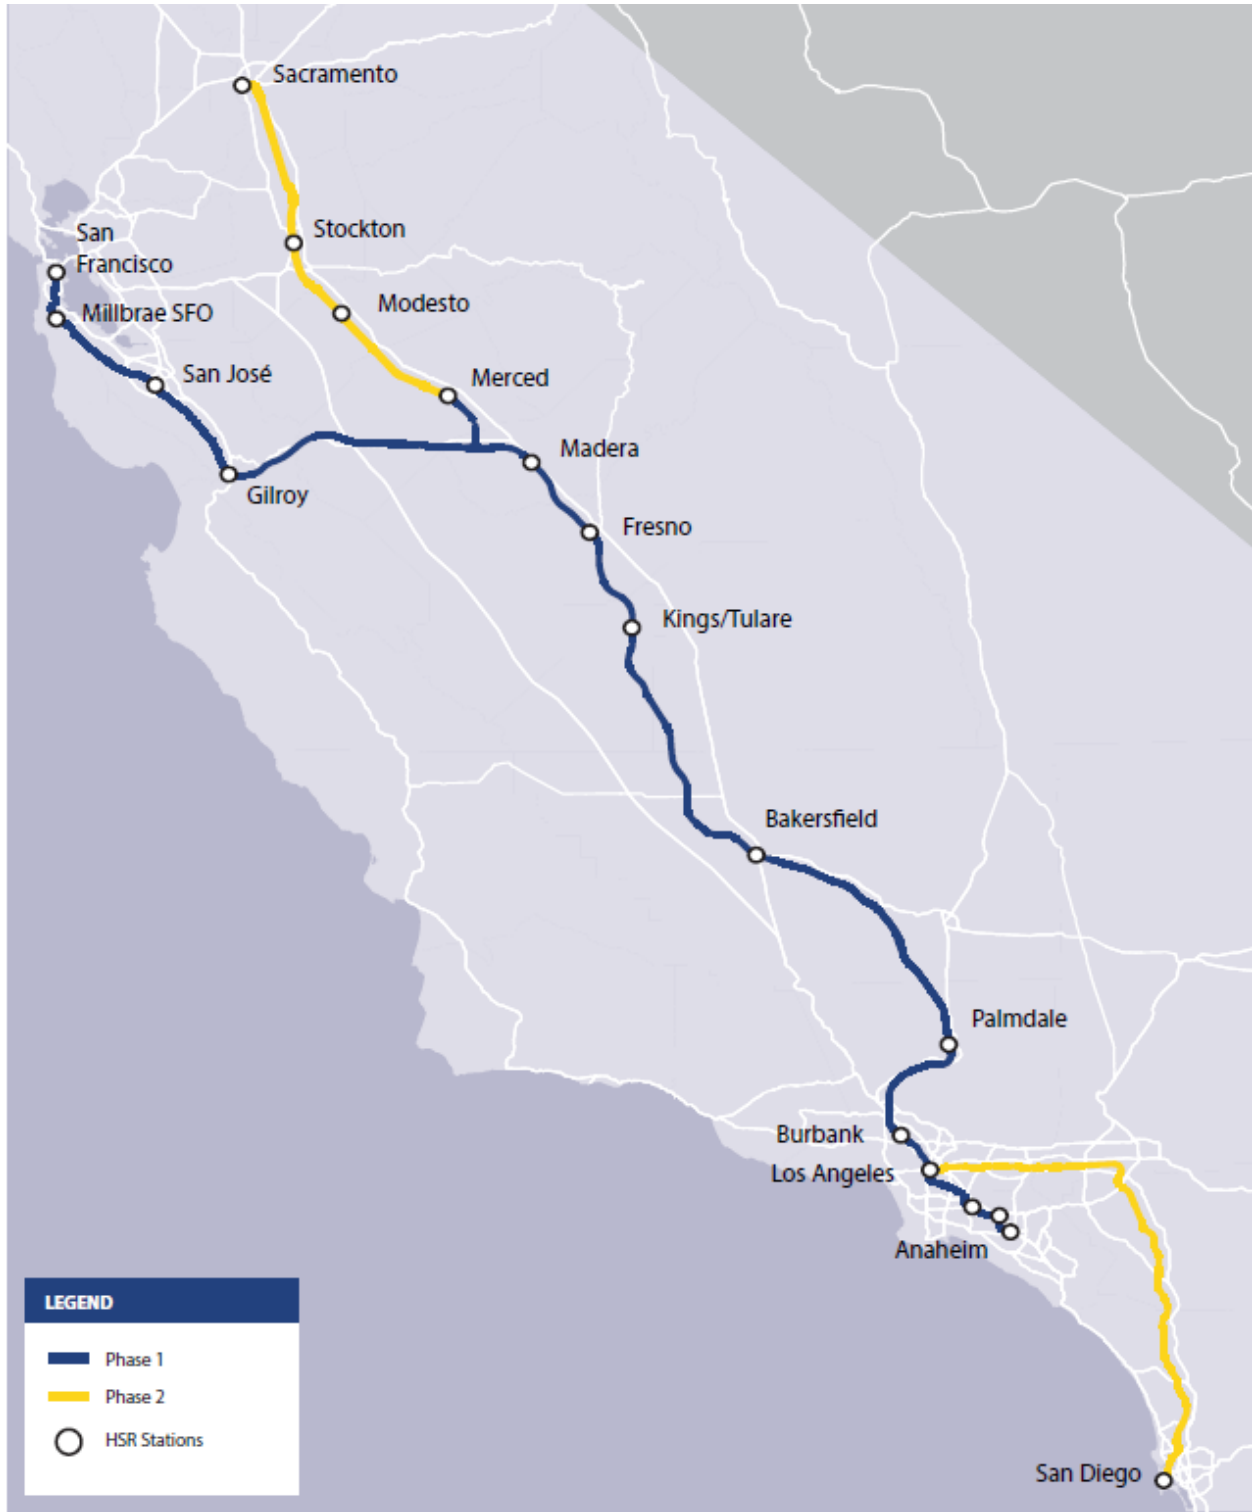 Sacramento
Stockton
San
Francisco
Modesto
Millbrae SFO
San José
Merced
Madera
Gilroy
Fresno
Kings/Tulare
Bakersfield
Palmdale
Burbank
Los Angeles
Anaheim
LEGEND
Phase 1
Phase 2
HSR Stations
San Diego